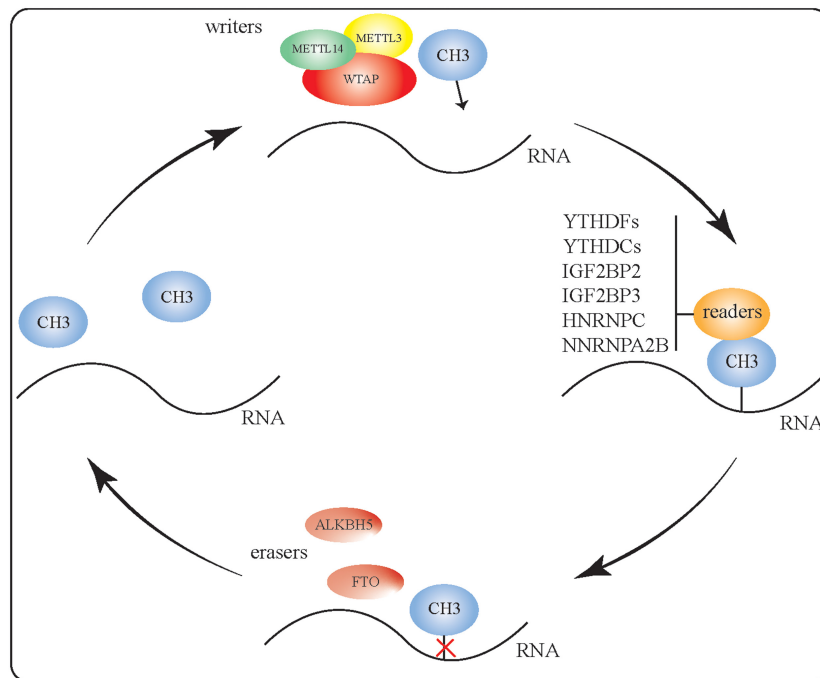 writers
METTL3
METTL14
WTAP
CH3
RNA
YTHDFs
YTHDCs
IGF2BP2
IGF2BP3
HNRNPC
NNRNPA2B
readers
CH3
RNA
CH3
CH3
RNA
ALKBH5
erasers
FTO
CH3
RNA